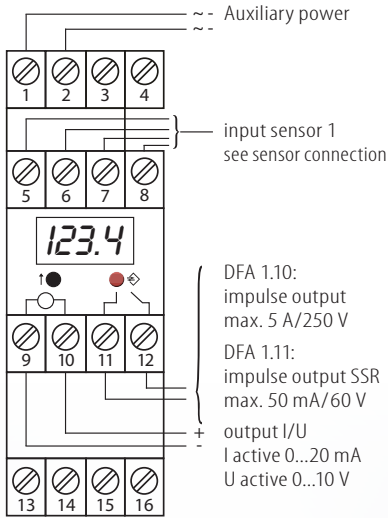 ~ - Auxiliary power
~ -
1 2 3 4
input sensor 1
see sensor connection
5 6 7 8
123.4
DFA 1.10:
impulse output
max. 5 A/250 V
DFA 1.11:
impulse output SSR
max. 50 mA/60 V
9 10 11 12
+ output I/U
- I active 0...20 mA
U active 0...10 V
13 14 15 16